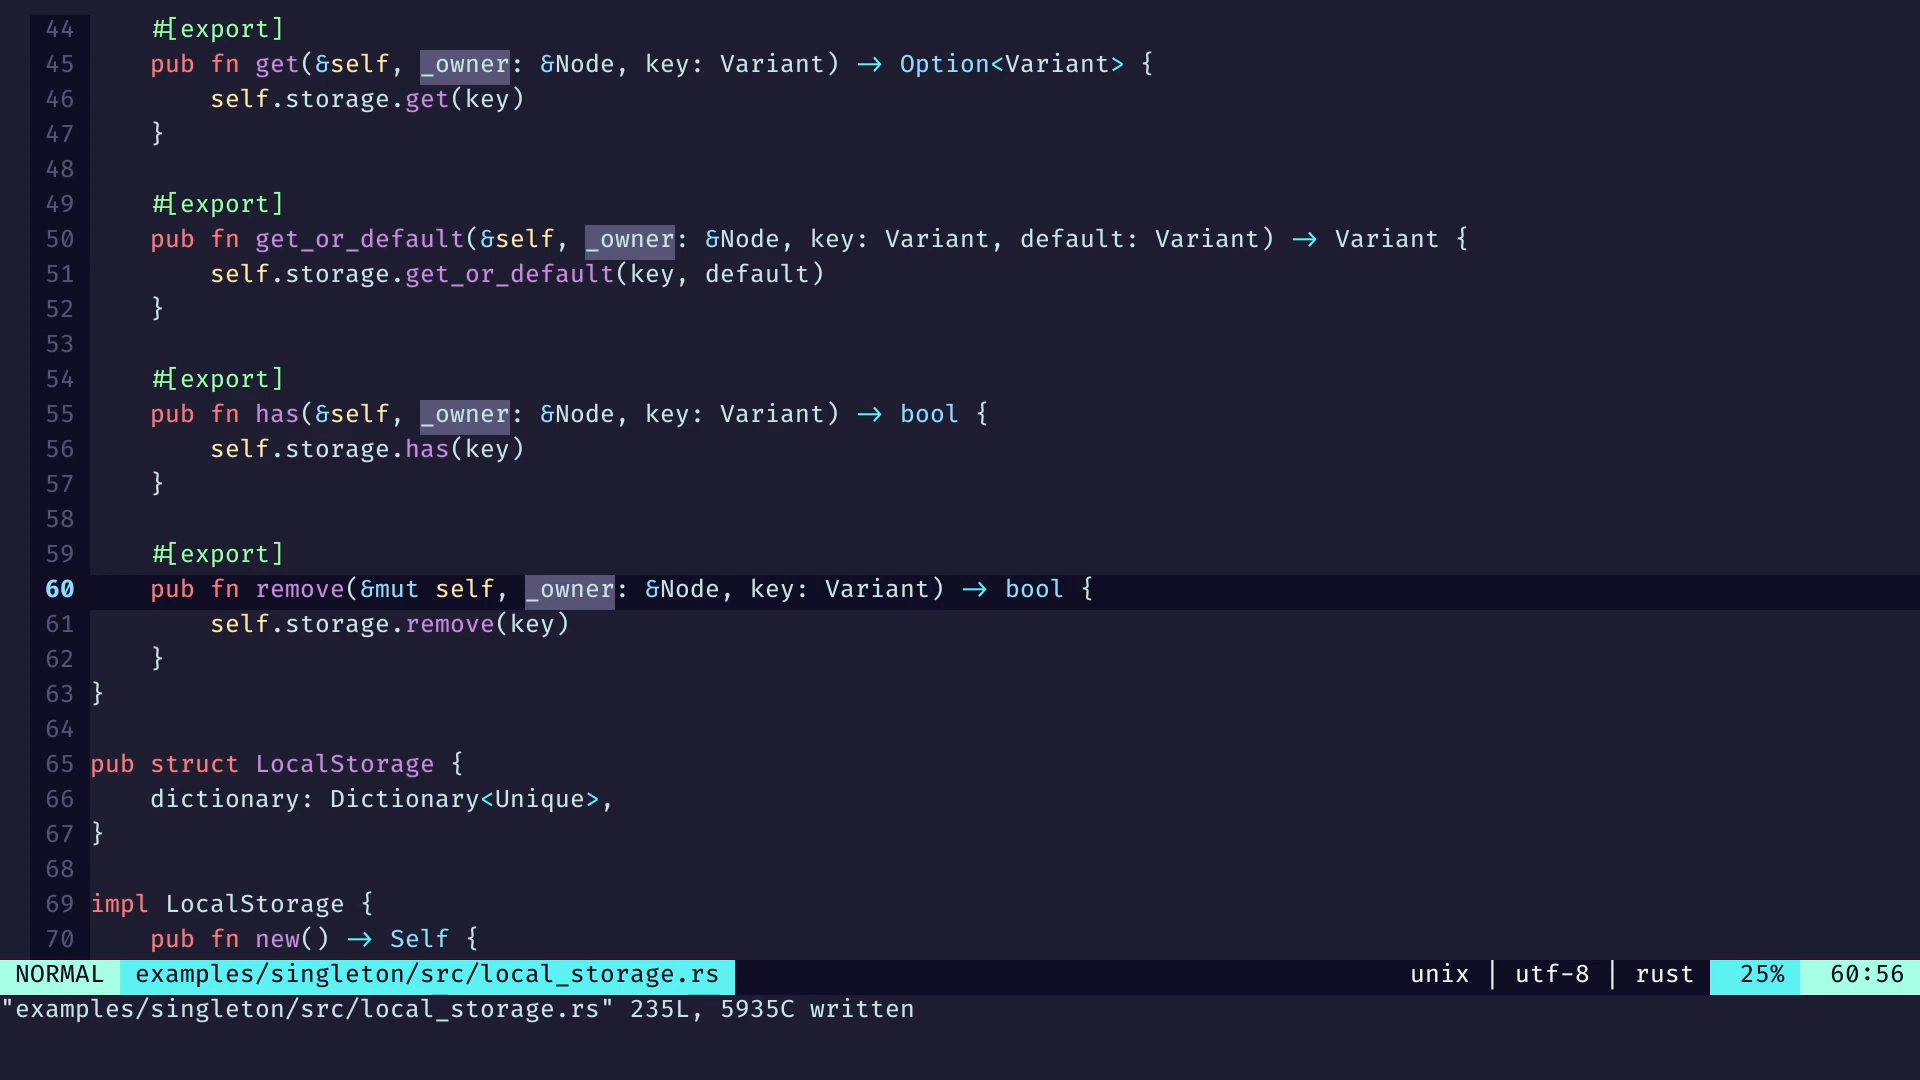 44     #[export]
45     pub fn get(&self, _owner: &Node, key: Variant) -> Option<Variant> {
46         self.storage.get(key)
47     }
48
49     #[export]
50     pub fn get_or_default(&self, _owner: &Node, key: Variant, default: Variant) -> Variant {
51         self.storage.get_or_default(key, default)
52     }
53
54     #[export]
55     pub fn has(&self, _owner: &Node, key: Variant) -> bool {
56         self.storage.has(key)
57     }
58
59     #[export]
60     pub fn remove(&mut self, _owner: &Node, key: Variant) -> bool {
61         self.storage.remove(key)
62     }
63 }
64
65 pub struct LocalStorage {
66     dictionary: Dictionary<Unique>,
67 }
68
69 impl LocalStorage {
70     pub fn new() -> Self {
NORMAL examples/singleton/src/local_storage.rs unix | utf-8 | rust 25% 60:56
"examples/singleton/src/local_storage.rs" 235L, 5935C written